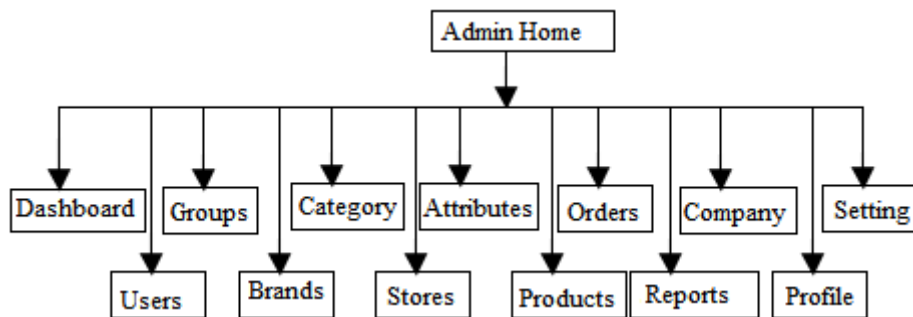 Admin Home
Dashboard
Groups
Category
Attributes
Orders
Company
Setting
Users
Brands
Stores
Products
Reports
Profile